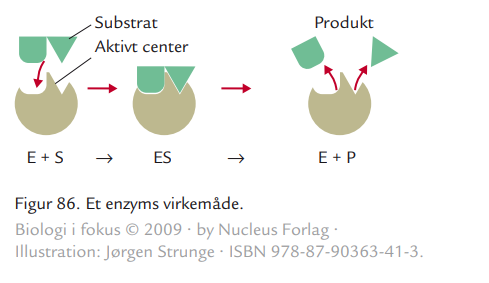 Substrat
Aktivt center
Produkt
E + S → ES → E + P
Figur 86. Et enzyms virkemåde.
Biologi i fokus © 2009 · by Nucleus Forlag ·
Illustration: Jørgen Strunge · ISBN 978-87-90363-41-3.